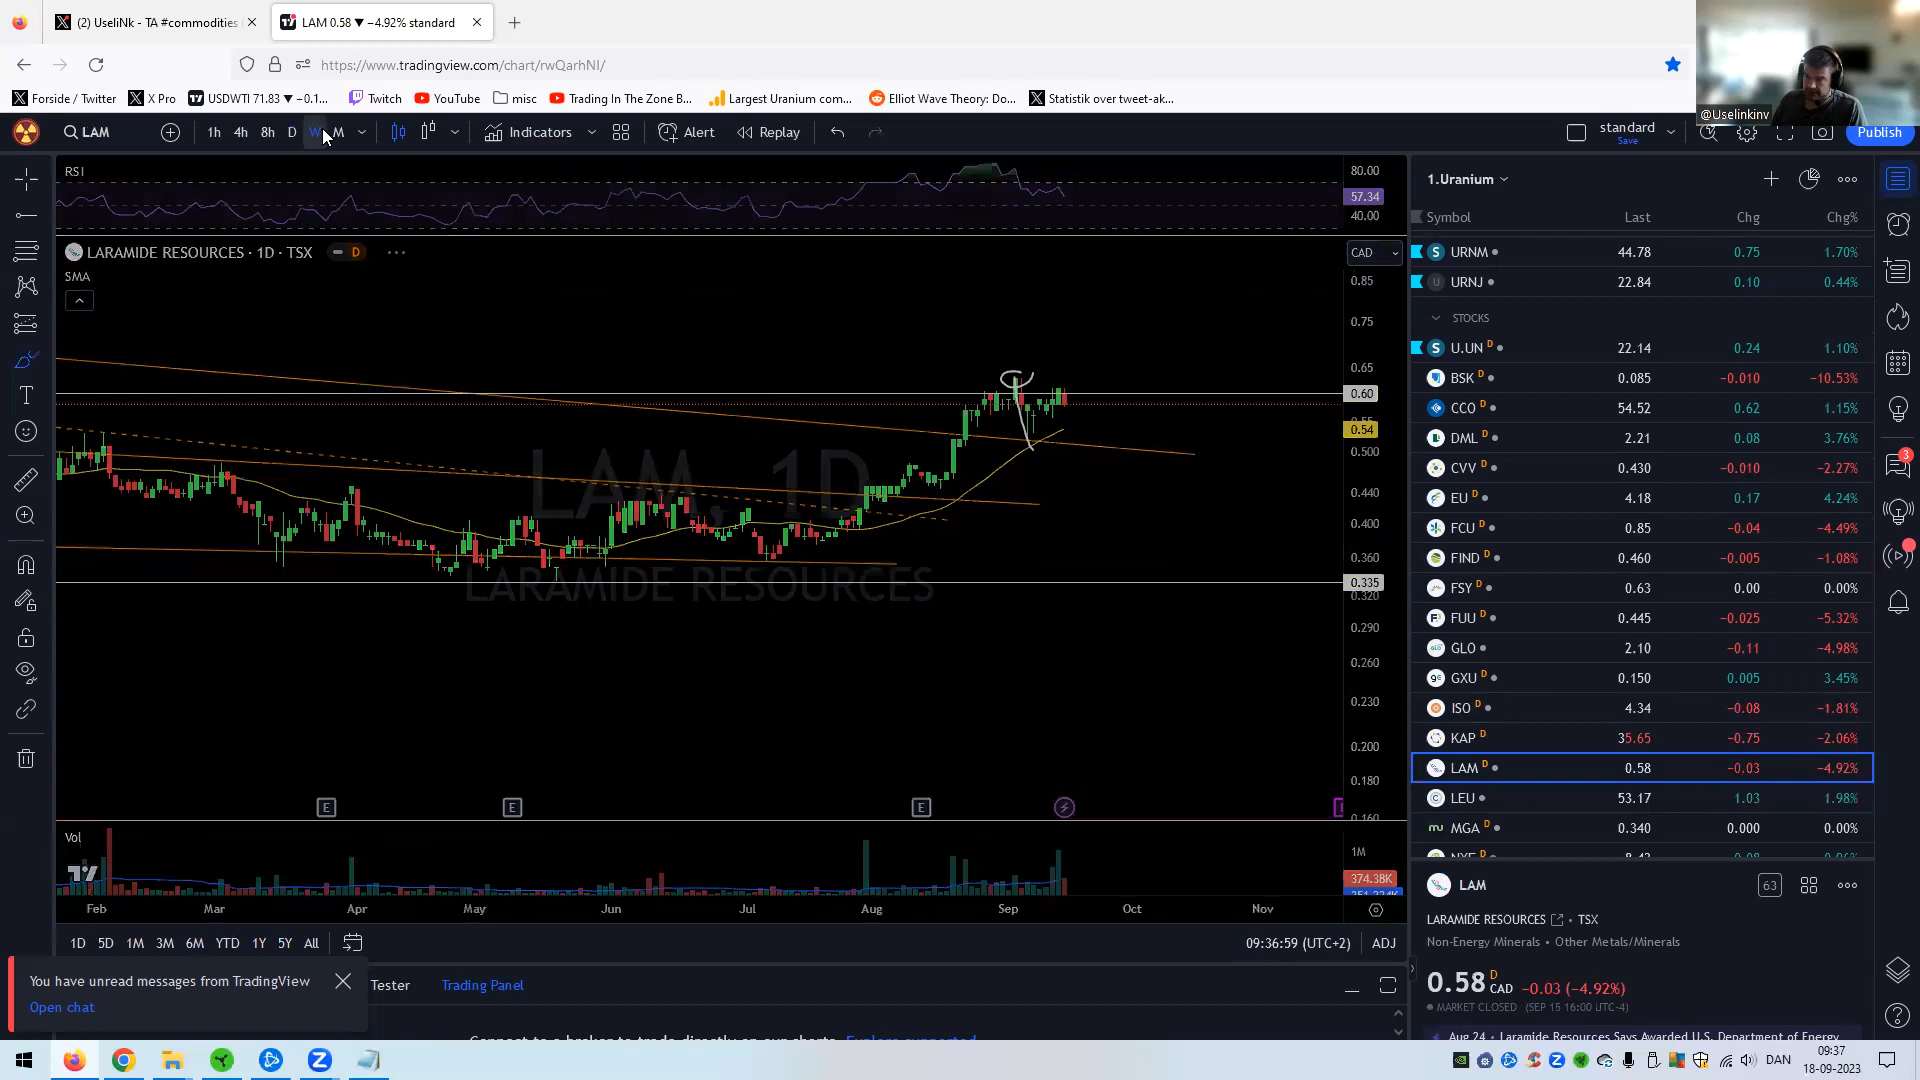 (2) UseliNk - TA #commodities
LAM 0.58 ▼ −4.92% standard
https://www.tradingview.com/chart/rwQarhNI/
Forside / Twitter
X Pro
USDWTI 71.83 ▼ −0.1...
Twitch
YouTube
misc
Trading In The Zone B...
Largest Uranium com...
Elliot Wave Theory: Do...
Statistik over tweet-ak...
@Uselinkinv
LAM
1h
4h
8h
D
W
M
Indicators
Alert
Replay
standard
Save
Publish
RSI
80.00
57.34
40.00
LARAMIDE RESOURCES · 1D · TSX
D
CAD
SMA
0.85
0.75
0.65
0.60
0.54
0.500
0.440
0.400
0.360
0.335
0.320
0.290
0.260
0.230
0.200
0.180
0.160
LAM, 1D
LARAMIDE RESOURCES
E
E
E
Vol
1M
374.38K
Feb
Mar
Apr
May
Jun
Jul
Aug
Sep
Oct
Nov
1D
5D
1M
3M
6M
YTD
1Y
5Y
All
09:36:59 (UTC+2)
ADJ
You have unread messages from TradingView
Open chat
Tester
Trading Panel
1.Uranium
Symbol Last Chg Chg%
URNM 44.78 0.75 1.70%
URNJ 22.84 0.10 0.44%
STOCKS
U.UN D 22.14 0.24 1.10%
BSK D 0.085 −0.010 −10.53%
CCO D 54.52 0.62 1.15%
DML D 2.21 0.08 3.76%
CVV D 0.430 −0.010 −2.27%
EU D 4.18 0.17 4.24%
FCU D 0.85 −0.04 −4.49%
FIND D 0.460 −0.005 −1.08%
FSY D 0.63 0.00 0.00%
FUU D 0.445 −0.025 −5.32%
GLO 2.10 −0.11 −4.98%
GXU D 0.150 0.005 3.45%
ISO D 4.34 −0.08 −1.81%
KAP D 35.65 −0.75 −2.06%
LAM D 0.58 −0.03 −4.92%
LEU 53.17 1.03 1.98%
MGA D 0.340 0.000 0.00%
3
LAM
63
LARAMIDE RESOURCES • TSX
Non-Energy Minerals • Other Metals/Minerals
0.58 D CAD −0.03 (−4.92%)
MARKET CLOSED (SEP 15 16:00 UTC-4)
Aug 24 • Laramide Resources Says Awarded U.S. Department of Energy
DAN
09:37
18-09-2023